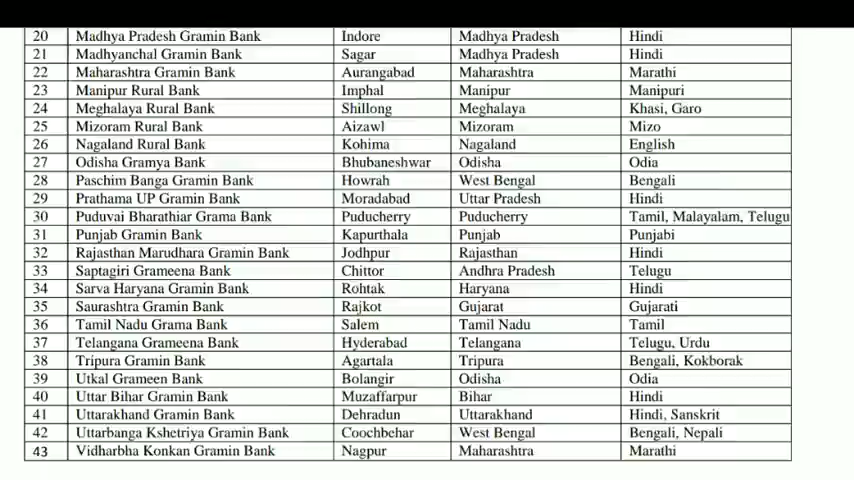 20 Madhya Pradesh Gramin Bank Indore Madhya Pradesh Hindi
21 Madhyanchal Gramin Bank Sagar Madhya Pradesh Hindi
22 Maharashtra Gramin Bank Aurangabad Maharashtra Marathi
23 Manipur Rural Bank Imphal Manipur Manipuri
24 Meghalaya Rural Bank Shillong Meghalaya Khasi, Garo
25 Mizoram Rural Bank Aizawl Mizoram Mizo
26 Nagaland Rural Bank Kohima Nagaland English
27 Odisha Gramya Bank Bhubaneshwar Odisha Odia
28 Paschim Banga Gramin Bank Howrah West Bengal Bengali
29 Prathama UP Gramin Bank Moradabad Uttar Pradesh Hindi
30 Puduvai Bharathiar Grama Bank Puducherry Puducherry Tamil, Malayalam, Telugu
31 Punjab Gramin Bank Kapurthala Punjab Punjabi
32 Rajasthan Marudhara Gramin Bank Jodhpur Rajasthan Hindi
33 Saptagiri Grameena Bank Chittor Andhra Pradesh Telugu
34 Sarva Haryana Gramin Bank Rohtak Haryana Hindi
35 Saurashtra Gramin Bank Rajkot Gujarat Gujarati
36 Tamil Nadu Grama Bank Salem Tamil Nadu Tamil
37 Telangana Grameena Bank Hyderabad Telangana Telugu, Urdu
38 Tripura Gramin Bank Agartala Tripura Bengali, Kokborak
39 Utkal Grameen Bank Bolangir Odisha Odia
40 Uttar Bihar Gramin Bank Muzaffarpur Bihar Hindi
41 Uttarakhand Gramin Bank Dehradun Uttarakhand Hindi, Sanskrit
42 Uttarbanga Kshetriya Gramin Bank Coochbehar West Bengal Bengali, Nepali
43 Vidharbha Konkan Gramin Bank Nagpur Maharashtra Marathi